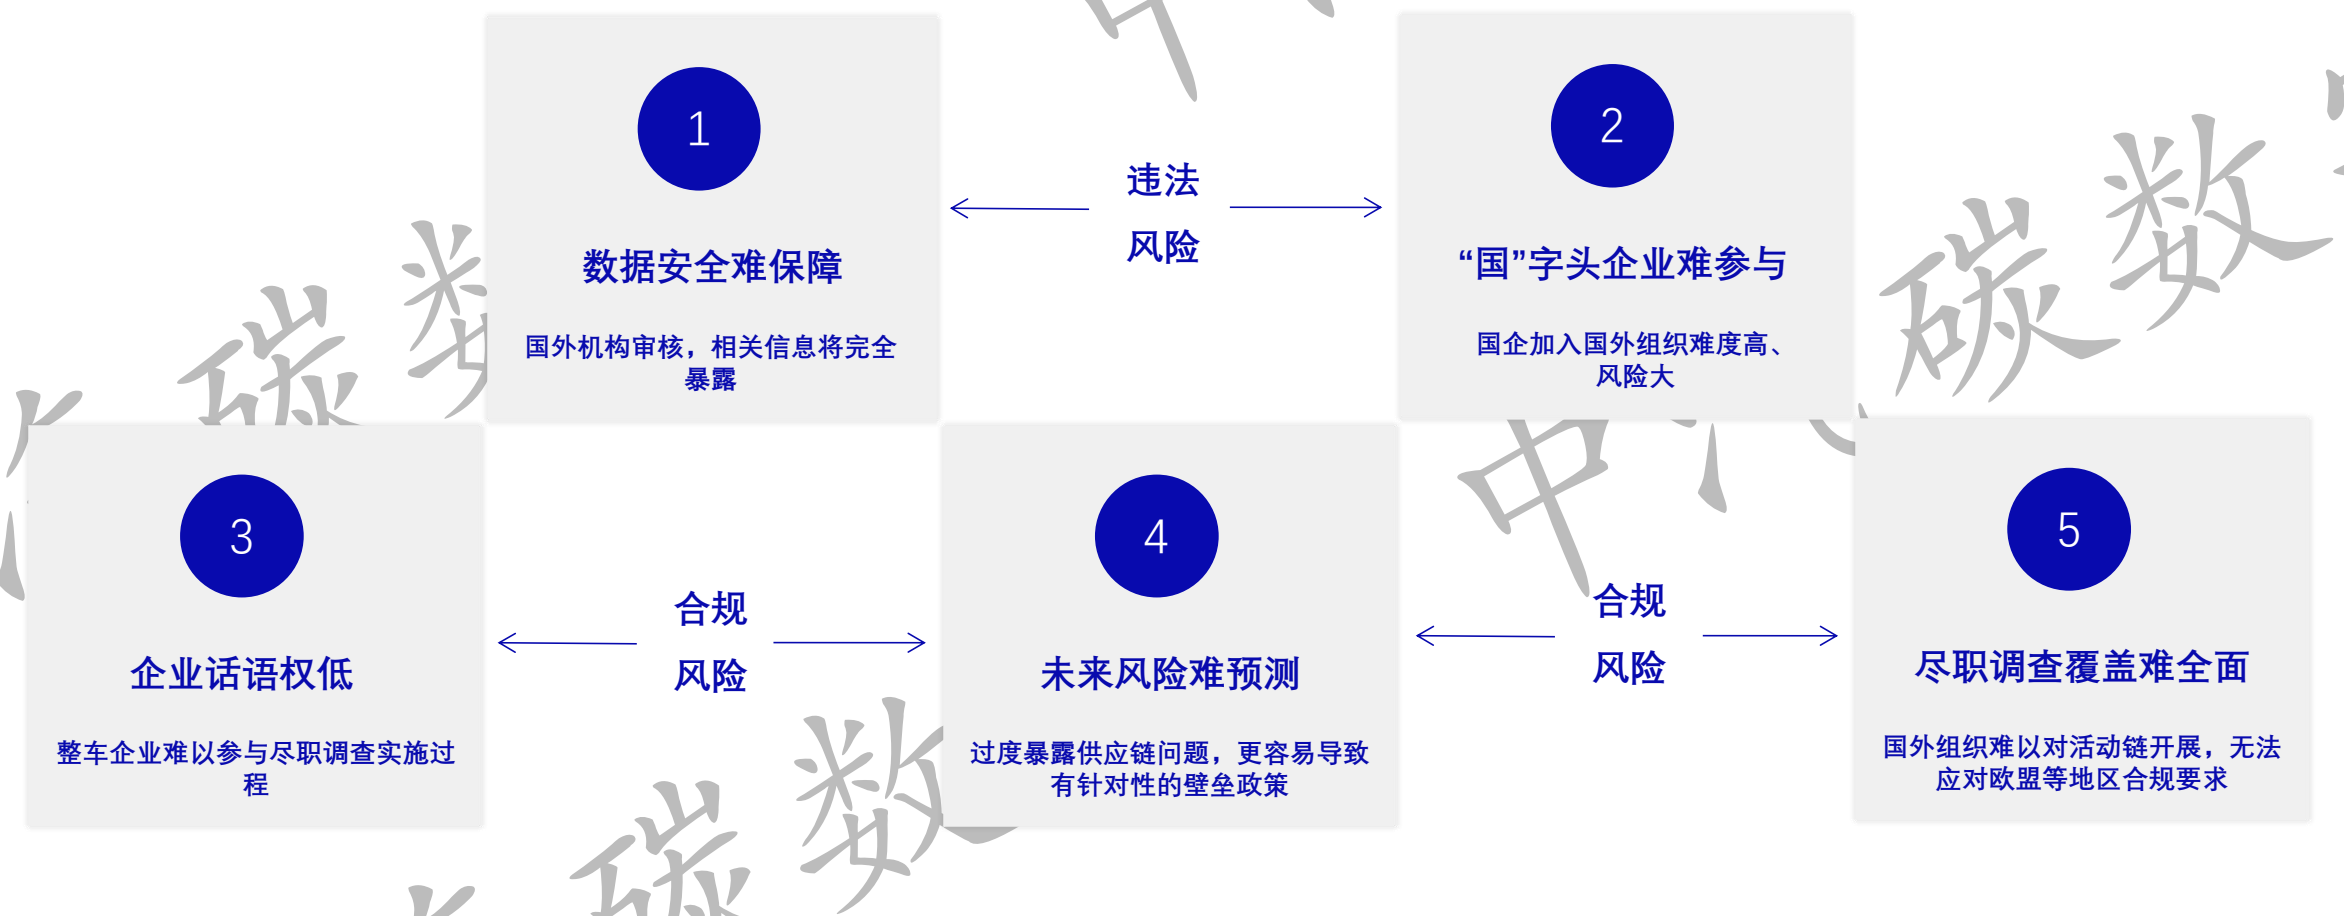 1
数据安全难保障
国外机构审核，相关信息将完全
暴露
违法
风险
2
“国”字头企业难参与
国企加入国外组织难度高、
风险大
3
企业话语权低
整车企业难以参与尽职调查实施过
程
合规
风险
4
未来风险难预测
过度暴露供应链问题，更容易导致
有针对性的壁垒政策
合规
风险
5
尽职调查覆盖难全面
国外组织难以对活动链开展，无法
应对欧盟等地区合规要求
碳数
中
碳数
碳数